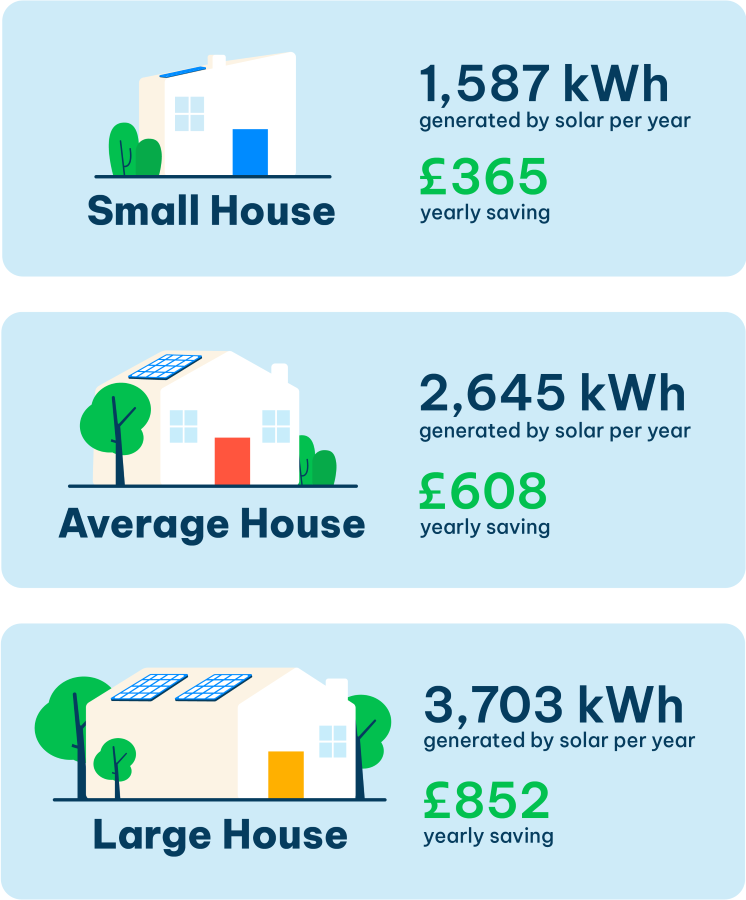 1,587 kWh
generated by solar per year
£365
yearly saving
Small House
2,645 kWh
generated by solar per year
£608
yearly saving
Average House
3,703 kWh
generated by solar per year
£852
yearly saving
Large House